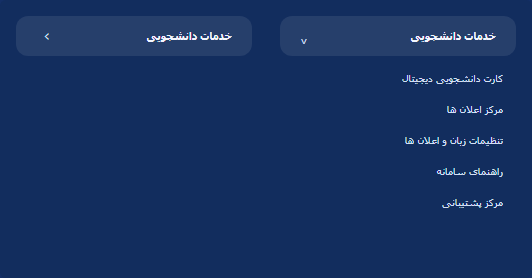 خدمات دانشجویی
کارت دانشجویی دیجیتال
مرکز اعلان ها
تنظیمات زبان و اعلان ها
راهنمای سامانه
مرکز پشتیبانی
خدمات دانشجویی